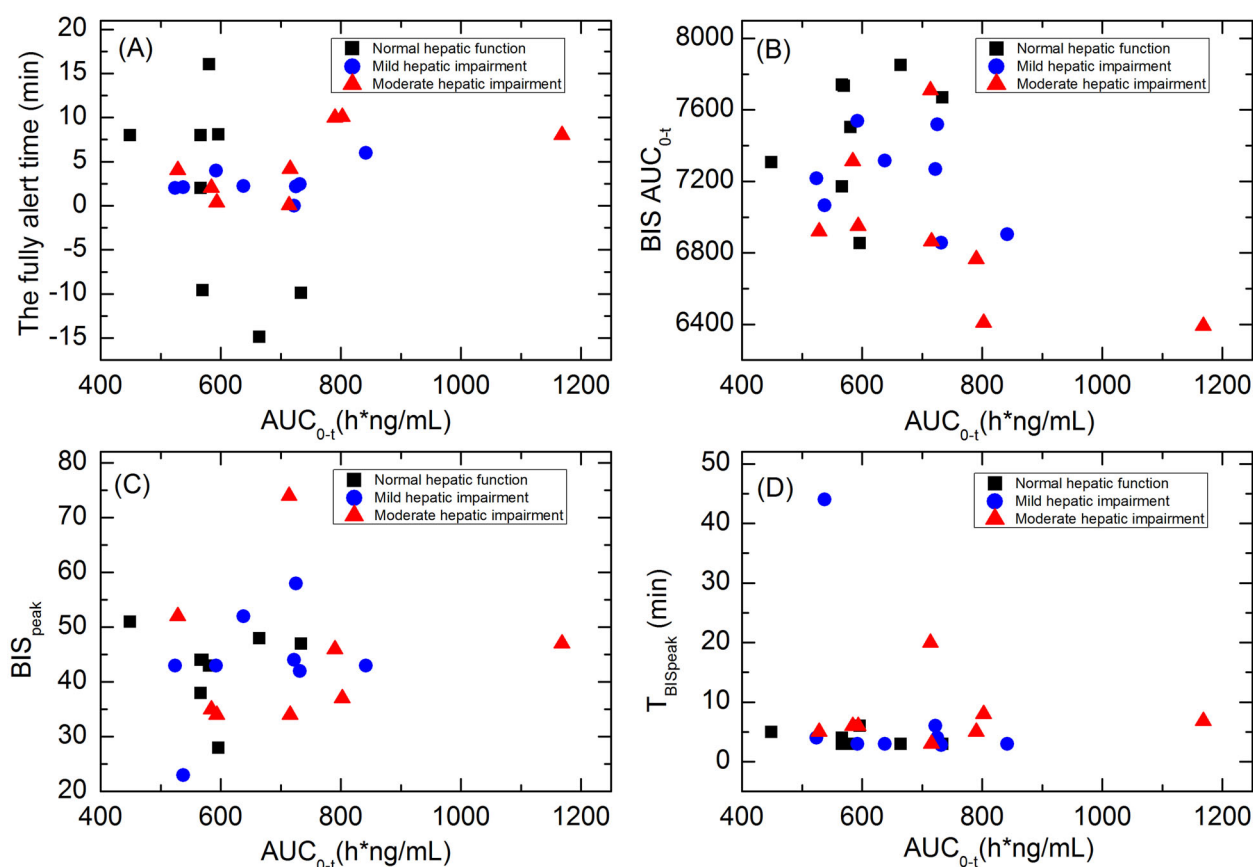 (A)
Normal hepatic function
Mild hepatic impairment
Moderate hepatic impairment
The fully alert time (min)
20
15
10
5
0
-5
-10
-15
400 600 800 1000 1200
AUC0-t(h*ng/mL)
(B)
Normal hepatic function
Mild hepatic impairment
Moderate hepatic impairment
BIS AUC0-t
8000
7600
7200
6800
6400
400 600 800 1000 1200
AUC0-t(h*ng/mL)
(C)
Normal hepatic function
Mild hepatic impairment
Moderate hepatic impairment
BISpeak
80
70
60
50
40
30
20
400 600 800 1000 1200
AUC0-t(h*ng/mL)
(D)
Normal hepatic function
Mild hepatic impairment
Moderate hepatic impairment
TBISpeak (min)
50
40
30
20
10
0
400 600 800 1000 1200
AUC0-t(h*ng/mL)